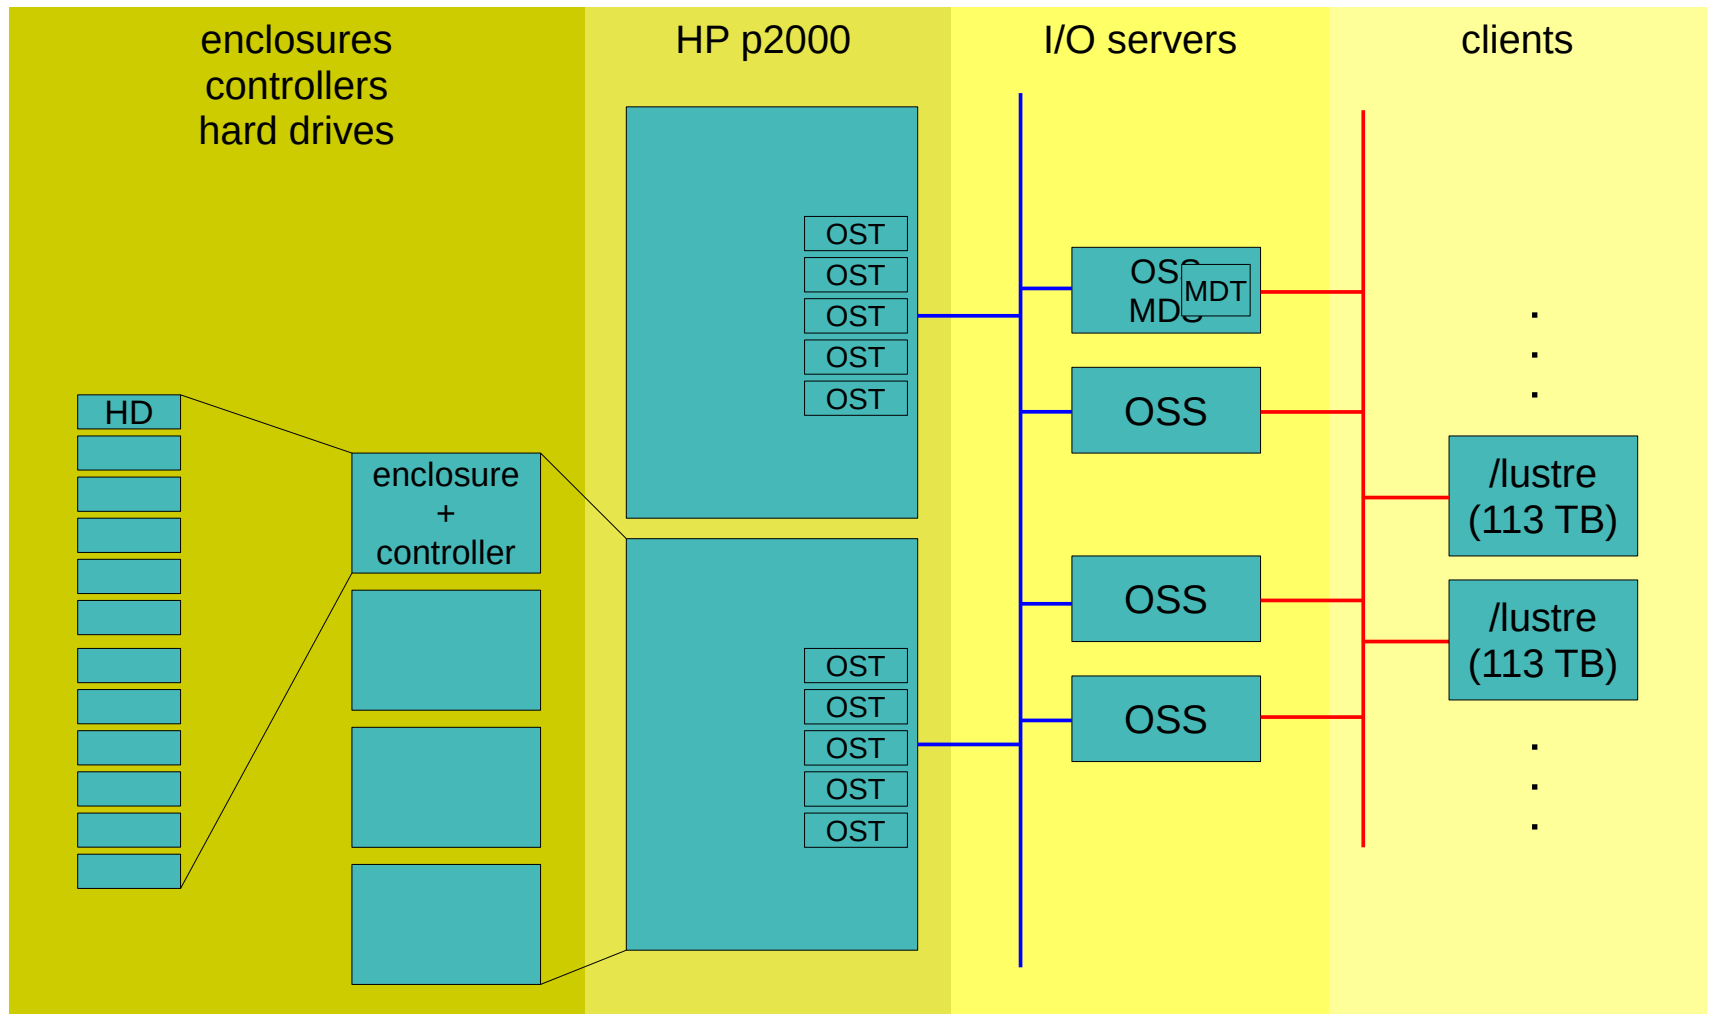 enclosures
controllers
hard drives
HP p2000
I/O servers
clients
OST
OST
OST
OST
OST
OSS
MDS
MDT
OSS
HD
enclosure
+
controller
/lustre
(113 TB)
OSS
/lustre
(113 TB)
OST
OST
OST
OST
OST
OSS